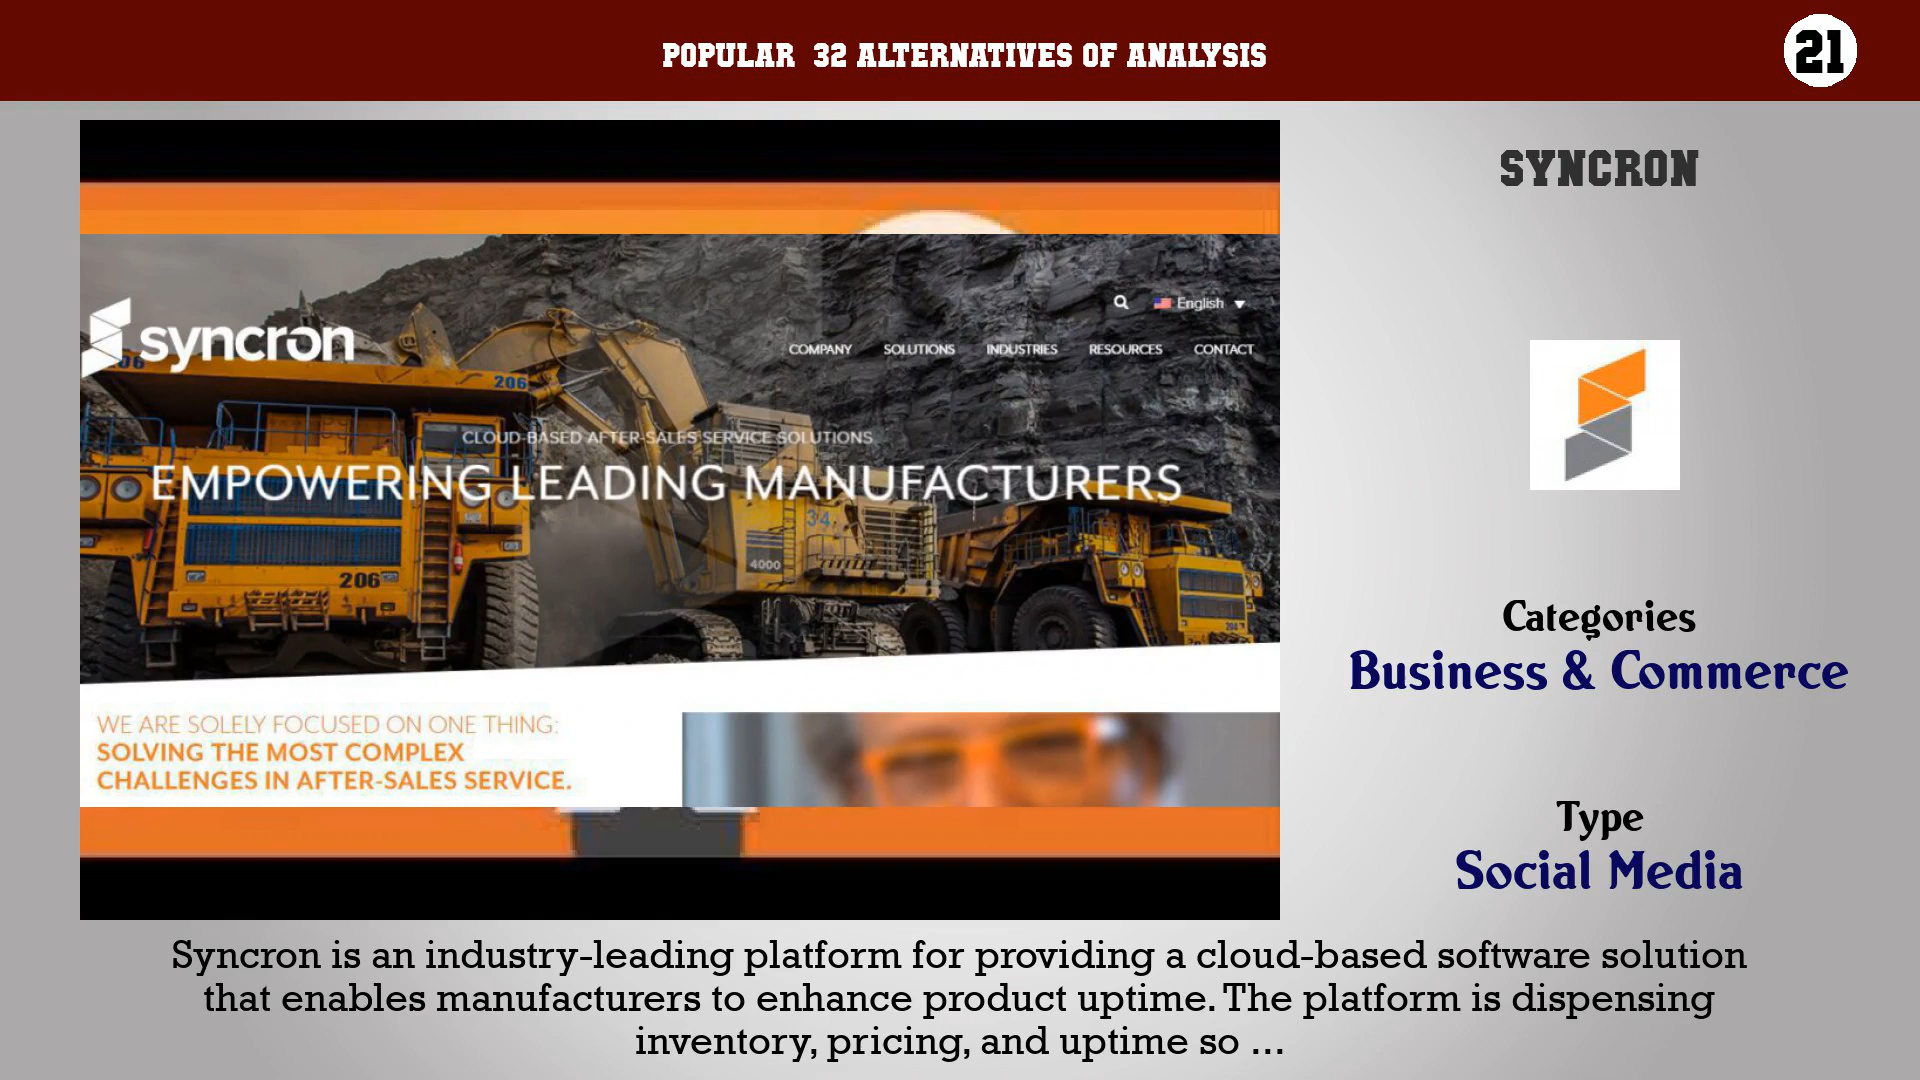 POPULAR 32 ALTERNATIVES OF ANALYSIS
21
SYNCRON
syncron
English
COMPANY SOLUTIONS INDUSTRIES RESOURCES CONTACT
CLOUD-BASED AFTER-SALES SERVICE SOLUTIONS
EMPOWERING LEADING MANUFACTURERS
06
206
34
4000
206
WE ARE SOLELY FOCUSED ON ONE THING:
SOLVING THE MOST COMPLEX
CHALLENGES IN AFTER-SALES SERVICE.
Categories
Business & Commerce
Type
Social Media
Syncron is an industry-leading platform for providing a cloud-based software solution
that enables manufacturers to enhance product uptime. The platform is dispensing
inventory, pricing, and uptime so ...